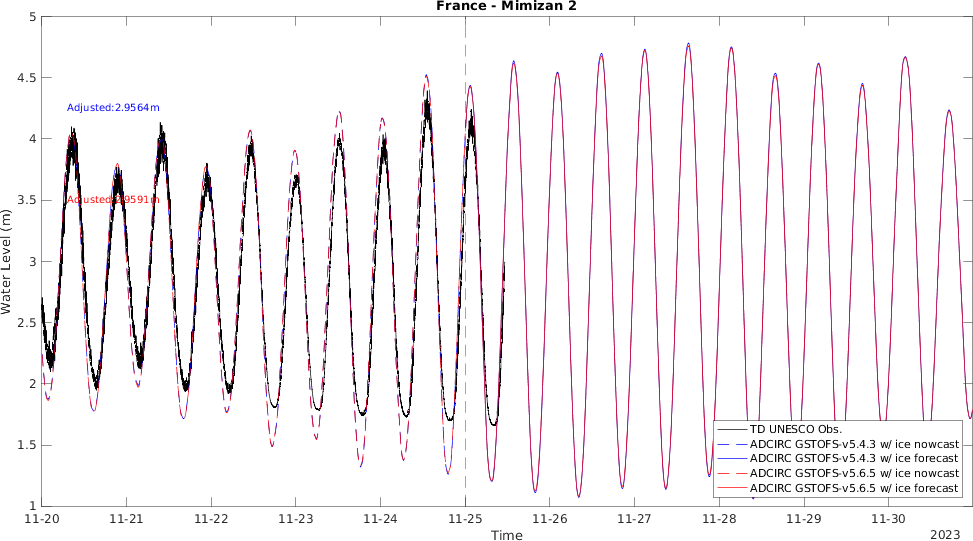 France - Mimizan 2
5
4.5
4
3.5
3
2.5
2
1.5
1
Water Level (m)
Adjusted:2.9564m
Adjusted:2.9591m
TD UNESCO Obs.
ADCIRC GSTOFS-v5.4.3 w/ ice nowcast
ADCIRC GSTOFS-v5.4.3 w/ ice forecast
ADCIRC GSTOFS-v5.6.5 w/ ice nowcast
ADCIRC GSTOFS-v5.6.5 w/ ice forecast
11-20 11-21 11-22 11-23 11-24 11-25 11-26 11-27 11-28 11-29 11-30
Time
2023